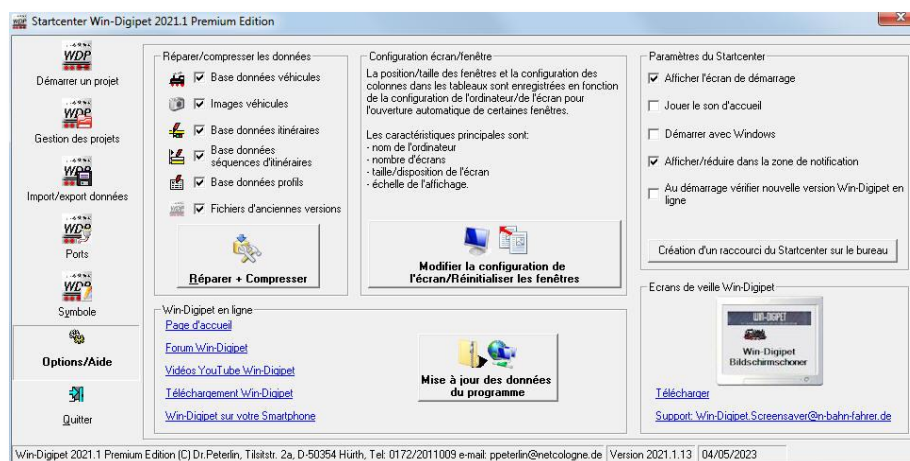 Startcenter Win-Digipet 2021.1 Premium Edition
WDP
Démarrer un projet
WDP
Gestion des projets
WDP
Import/export données
WDP
Ports
WDP
Symbole
Options/Aide
Quitter
Réparer/compresser les données
Base données véhicules
Images véhicules
Base données itinéraires
Base données
séquences d'itinéraires
Base données profils
Fichiers d'anciennes versions
Réparer + Compresser
Configuration écran/fenêtre
La position/taille des fenêtres et la configuration des
colonnes dans les tableaux sont enregistrées en fonction
de la configuration de l'ordinateur/de l'écran pour
l'ouverture automatique de certaines fenêtres.
Les caractéristiques principales sont:
- nom de l'ordinateur
- nombre d'écrans
- taille/disposition de l'écran
- échelle de l'affichage.
Modifier la configuration de
l'écran/Réinitialiser les fenêtres
Paramètres du Startcenter
Afficher l'écran de démarrage
Jouer le son d'accueil
Démarrer avec Windows
Afficher/réduire dans la zone de notification
Au démarrage vérifier nouvelle version Win-Digipet en
ligne
Création d'un raccourci du Startcenter sur le bureau
Win-Digipet en ligne
Page d'accueil
Forum Win-Digipet
Vidéos YouTube Win-Digipet
Téléchargement Win-Digipet
Win-Digipet sur votre Smartphone
Mise à jour des données
du programme
Ecrans de veille Win-Digipet
WIN-DIGIPET
Win-Digipet
Bildschirmschoner
Télécharger
Support: Win-Digipet.Screensaver@n-bahn-fahrer.de
Win-Digipet 2021.1 Premium Edition (C) Dr.Peterlin, Tilsitstr. 2a, D-50354 Hürth, Tel: 0172/2011009 e-mail: ppeterlin@netcologne.de Version 2021.1.13 04/05/2023